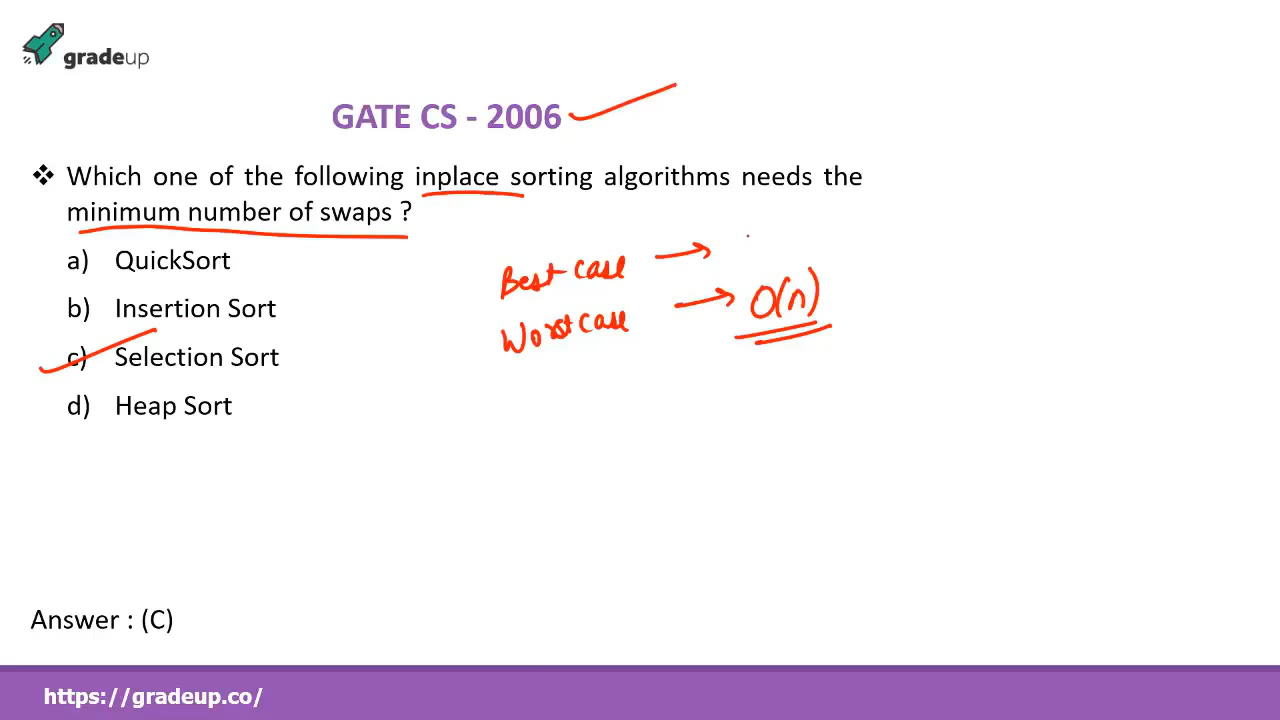 gradeup
GATE CS - 2006
❖ Which one of the following inplace sorting algorithms needs the
minimum number of swaps ?
a) QuickSort
b) Insertion Sort
c) Selection Sort
d) Heap Sort
Best case →
Worst case → O(n)
Answer : (C)
https://gradeup.co/